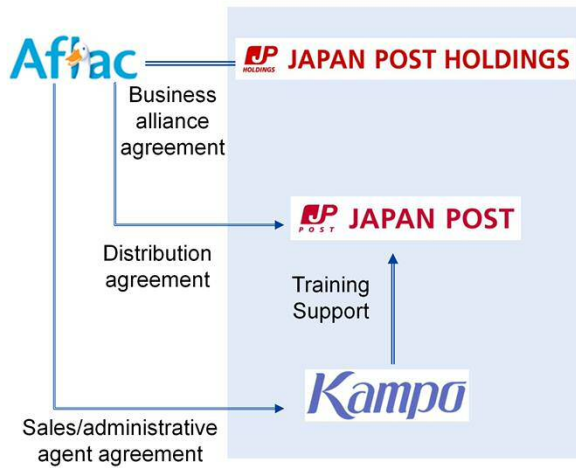 Aflac
JP HOLDINGS JAPAN POST HOLDINGS
Business
alliance
agreement
JP POST JAPAN POST
Distribution
agreement
Training
Support
Kampo
Sales/administrative
agent agreement